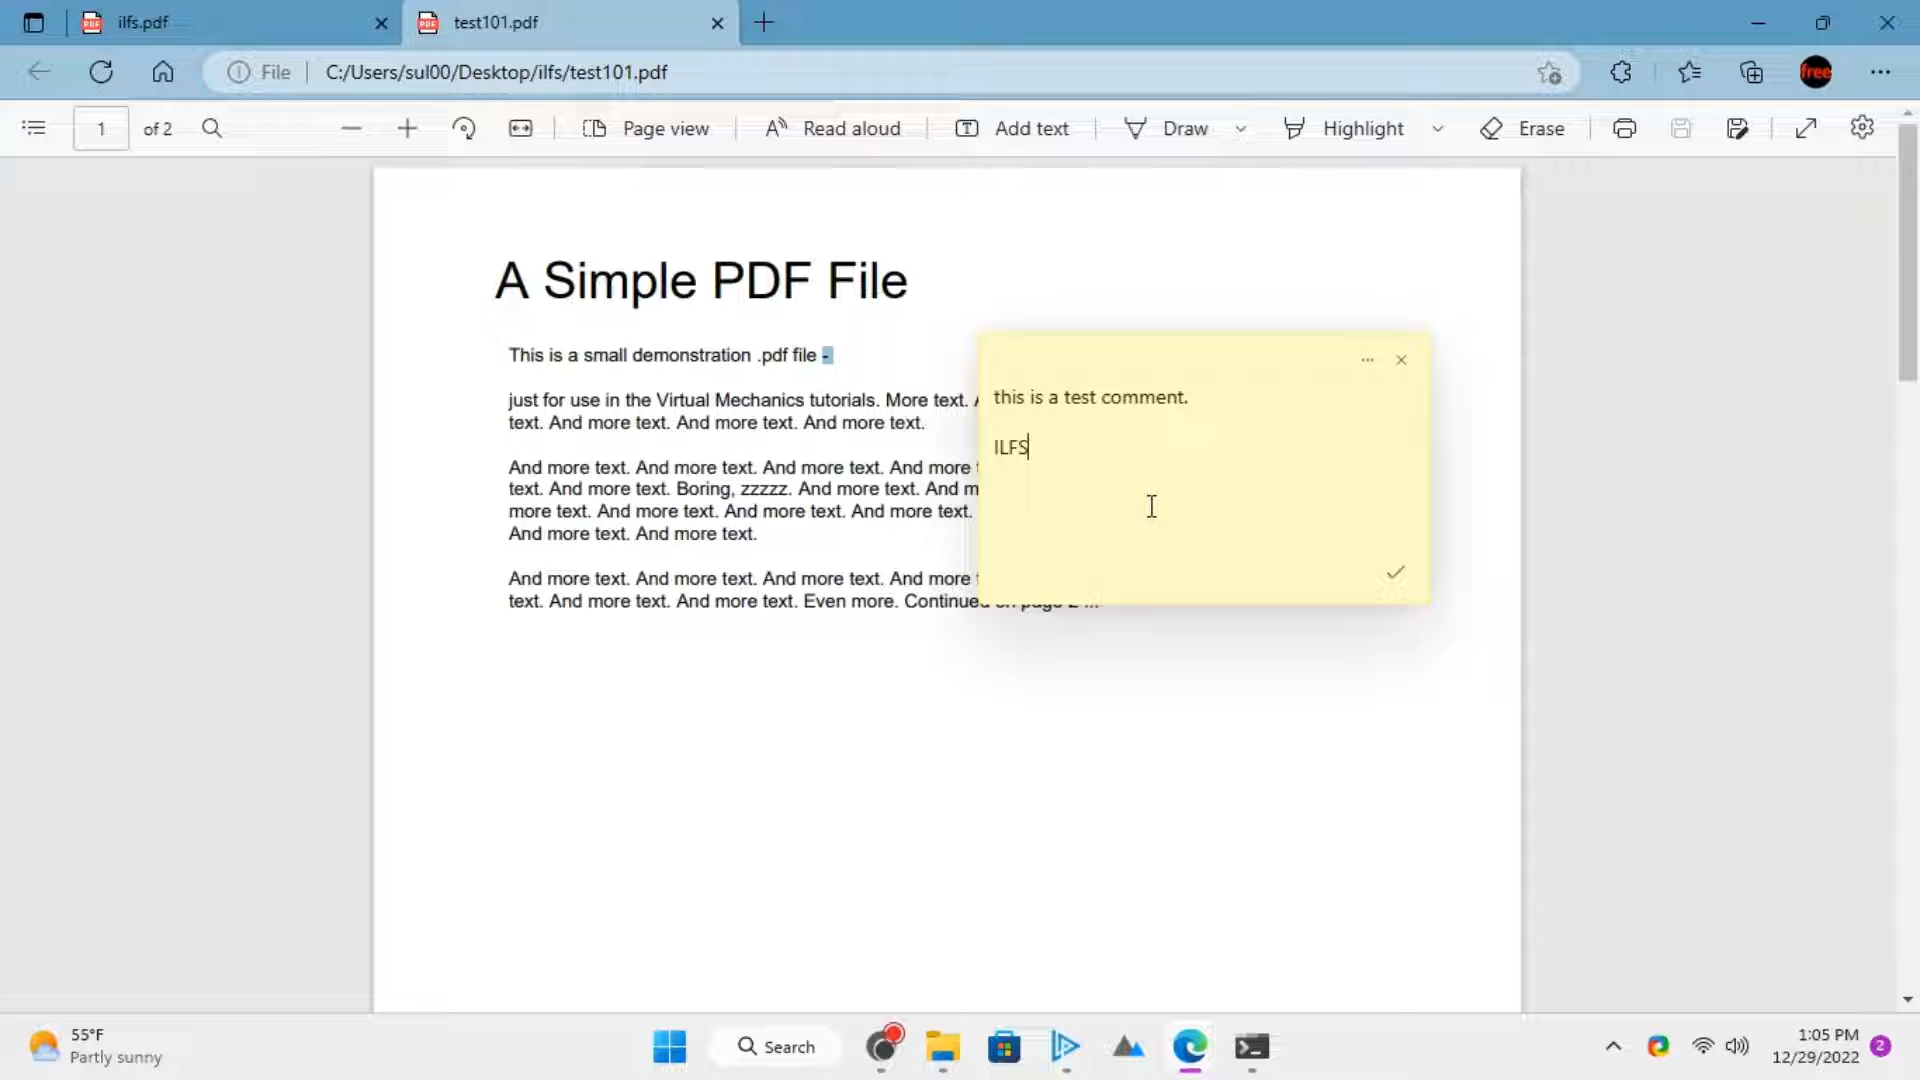 ilfs.pdf
test101.pdf
File
C:/Users/sul00/Desktop/ilfs/test101.pdf
free
1
of 2
Page view
Read aloud
Add text
Draw
Highlight
Erase
A Simple PDF File
This is a small demonstration .pdf file -
just for use in the Virtual Mechanics tutorials. More text.
text. And more text. And more text. And more text.
And more text. And more text. And more text. And more
text. And more text. Boring, zzzzz. And more text. And m
more text. And more text. And more text. And more text.
And more text. And more text.
And more text. And more text. And more text. And more
text. And more text. And more text. Even more. Continued on page 2 ...
this is a test comment.
ILFS
55°F
Partly sunny
Search
1:05 PM
12/29/2022
2